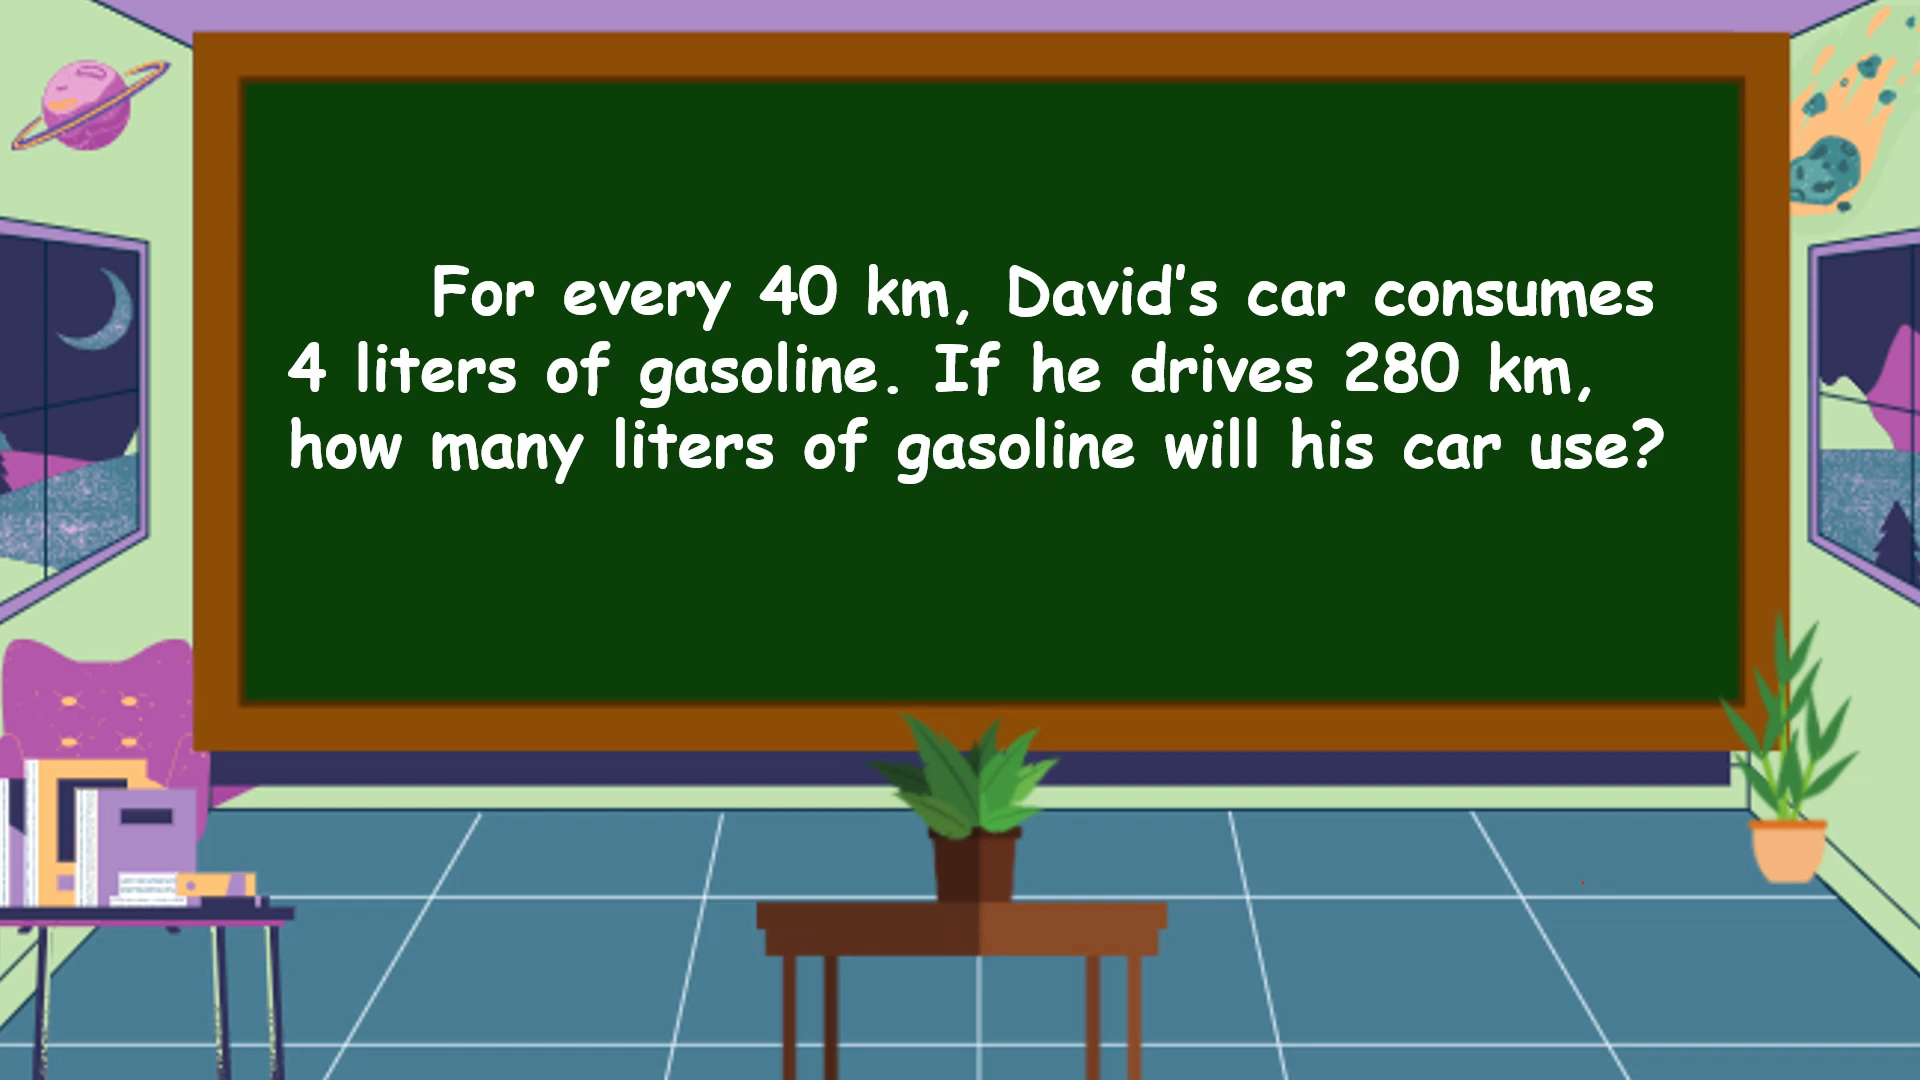 For every 40 km, David's car consumes
4 liters of gasoline. If he drives 280 km,
how many liters of gasoline will his car use?